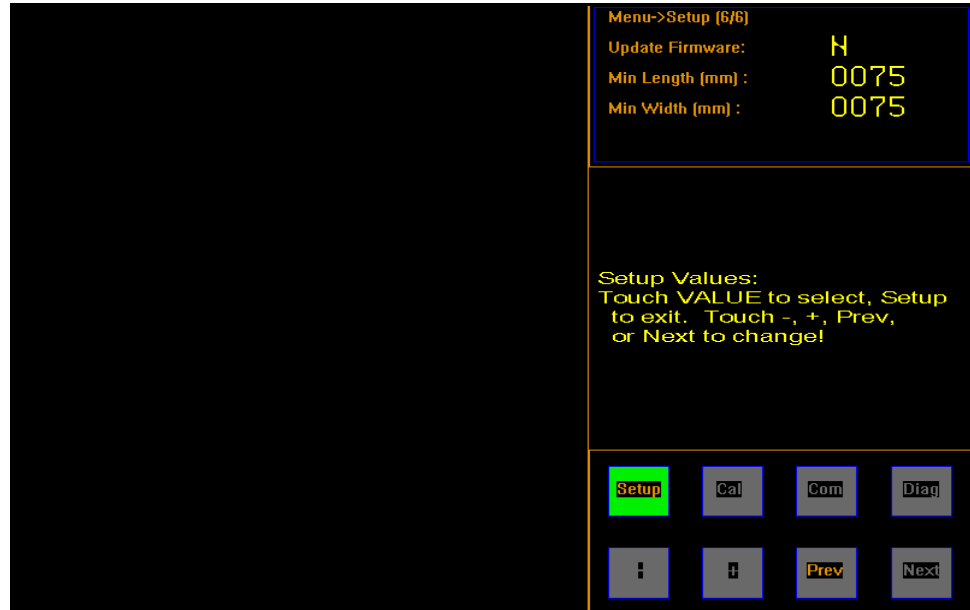 Menu->Setup (6/6)
Update Firmware: N
Min Length (mm) : 0075
Min Width (mm) : 0075
Setup Values:
Touch VALUE to select, Setup
to exit. Touch -, +, Prev,
or Next to change!
Setup Cal Com Diag
- + Prev Next